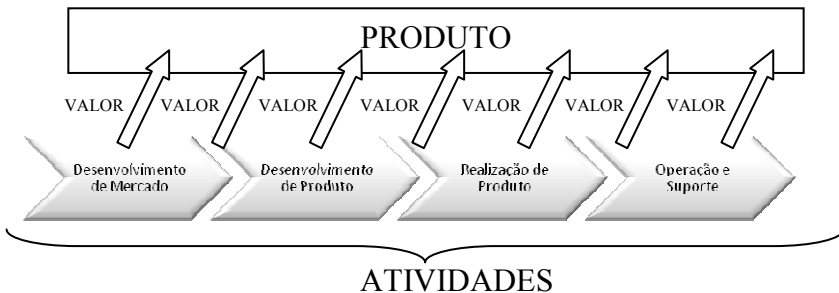 PRODUTO
VALOR VALOR VALOR VALOR VALOR VALOR VALOR
Desenvolvimento
de Mercado
Desenvolvimento
de Produto
Realização de
Produto
Operação e
Suporte
ATIVIDADES